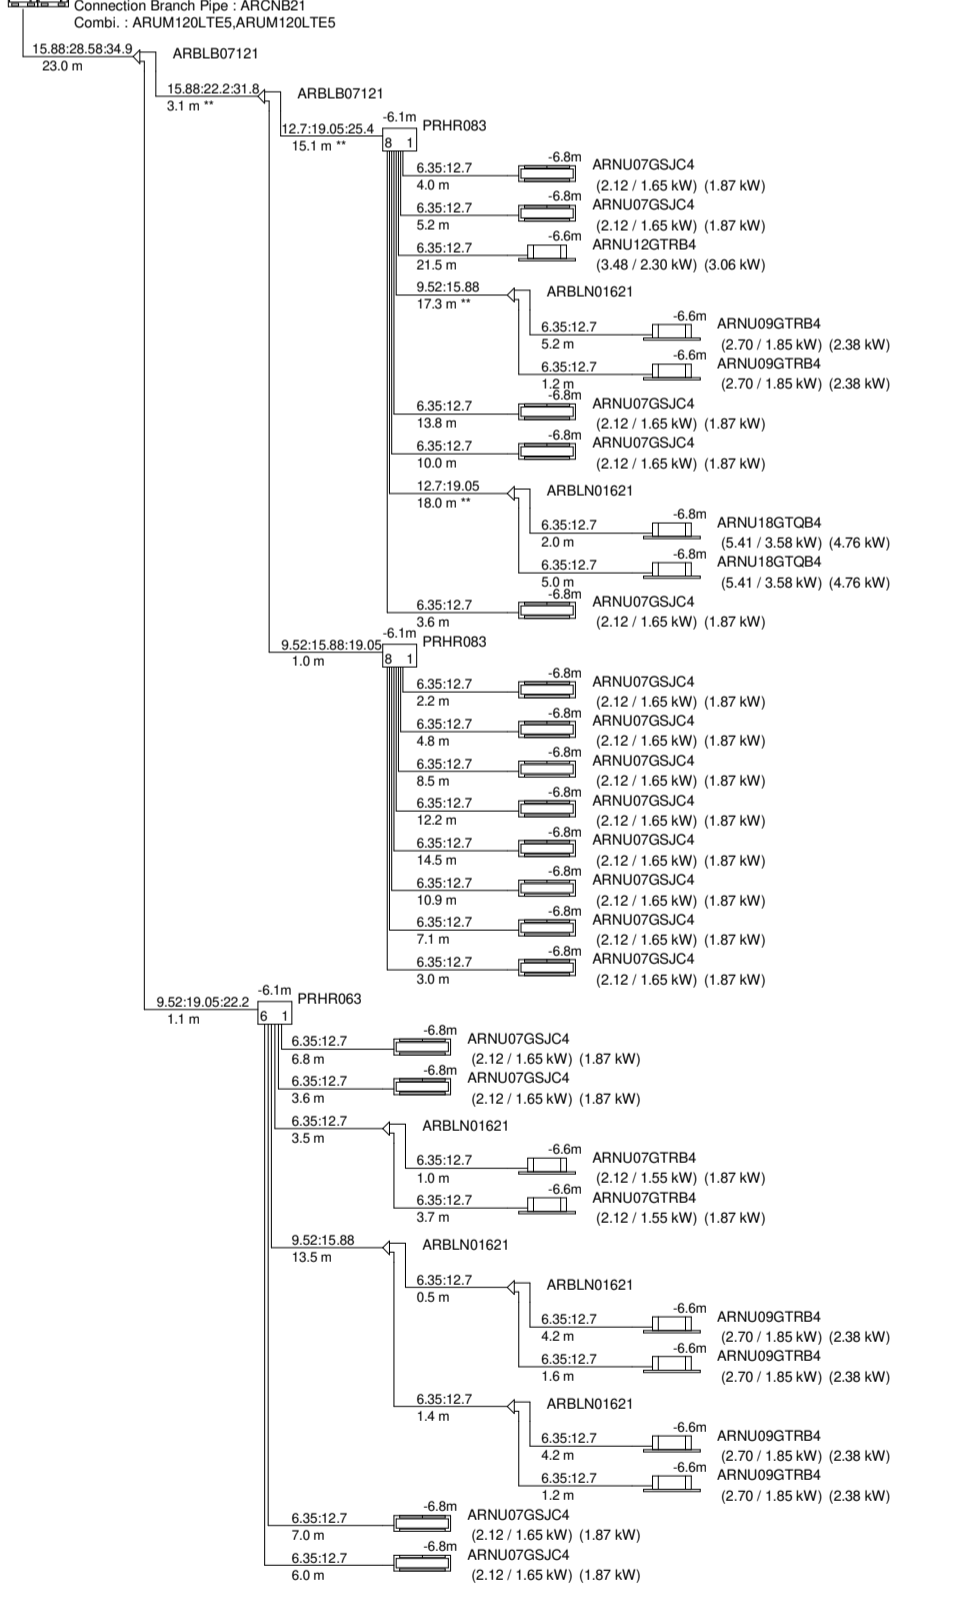 Connection Branch Pipe : ARCNB21
Combi. : ARUM120LTE5,ARUM120LTE5
15.88:28.58:34.9
23.0 m
ARBLB07121
15.88:22.2:31.8
3.1 m **
ARBLB07121
12.7:19.05:25.4
15.1 m **
-6.1m
PRHR083
8 1
6.35:12.7
4.0 m
-6.8m
ARNU07GSJC4
(2.12 / 1.65 kW) (1.87 kW)
6.35:12.7
5.2 m
-6.8m
ARNU07GSJC4
(2.12 / 1.65 kW) (1.87 kW)
6.35:12.7
21.5 m
-6.6m
ARNU12GTRB4
(3.48 / 2.30 kW) (3.06 kW)
9.52:15.88
17.3 m **
ARBLN01621
6.35:12.7
5.2 m
-6.6m
ARNU09GTRB4
(2.70 / 1.85 kW) (2.38 kW)
6.35:12.7
1.2 m
-6.6m
ARNU09GTRB4
(2.70 / 1.85 kW) (2.38 kW)
6.35:12.7
13.8 m
-6.8m
ARNU07GSJC4
(2.12 / 1.65 kW) (1.87 kW)
6.35:12.7
10.0 m
-6.8m
ARNU07GSJC4
(2.12 / 1.65 kW) (1.87 kW)
12.7:19.05
18.0 m **
ARBLN01621
6.35:12.7
2.0 m
-6.8m
ARNU18GTQB4
(5.41 / 3.58 kW) (4.76 kW)
6.35:12.7
5.0 m
-6.8m
ARNU18GTQB4
(5.41 / 3.58 kW) (4.76 kW)
6.35:12.7
3.6 m
-6.8m
ARNU07GSJC4
(2.12 / 1.65 kW) (1.87 kW)
9.52:15.88:19.05
1.0 m
-6.1m
PRHR083
8 1
6.35:12.7
2.2 m
-6.8m
ARNU07GSJC4
(2.12 / 1.65 kW) (1.87 kW)
6.35:12.7
4.8 m
-6.8m
ARNU07GSJC4
(2.12 / 1.65 kW) (1.87 kW)
6.35:12.7
8.5 m
-6.8m
ARNU07GSJC4
(2.12 / 1.65 kW) (1.87 kW)
6.35:12.7
12.2 m
-6.8m
ARNU07GSJC4
(2.12 / 1.65 kW) (1.87 kW)
6.35:12.7
14.5 m
-6.8m
ARNU07GSJC4
(2.12 / 1.65 kW) (1.87 kW)
6.35:12.7
10.9 m
-6.8m
ARNU07GSJC4
(2.12 / 1.65 kW) (1.87 kW)
6.35:12.7
7.1 m
-6.8m
ARNU07GSJC4
(2.12 / 1.65 kW) (1.87 kW)
6.35:12.7
3.0 m
-6.8m
ARNU07GSJC4
(2.12 / 1.65 kW) (1.87 kW)
9.52:19.05:22.2
1.1 m
-6.1m
PRHR063
6 1
6.35:12.7
6.8 m
-6.8m
ARNU07GSJC4
(2.12 / 1.65 kW) (1.87 kW)
6.35:12.7
3.6 m
-6.8m
ARNU07GSJC4
(2.12 / 1.65 kW) (1.87 kW)
6.35:12.7
3.5 m
ARBLN01621
6.35:12.7
1.0 m
-6.6m
ARNU07GTRB4
(2.12 / 1.55 kW) (1.87 kW)
6.35:12.7
3.7 m
-6.6m
ARNU07GTRB4
(2.12 / 1.55 kW) (1.87 kW)
9.52:15.88
13.5 m
ARBLN01621
6.35:12.7
0.5 m
ARBLN01621
6.35:12.7
4.2 m
-6.6m
ARNU09GTRB4
(2.70 / 1.85 kW) (2.38 kW)
6.35:12.7
1.6 m
-6.6m
ARNU09GTRB4
(2.70 / 1.85 kW) (2.38 kW)
6.35:12.7
1.4 m
ARBLN01621
6.35:12.7
4.2 m
-6.6m
ARNU09GTRB4
(2.70 / 1.85 kW) (2.38 kW)
6.35:12.7
1.2 m
-6.6m
ARNU09GTRB4
(2.70 / 1.85 kW) (2.38 kW)
6.35:12.7
7.0 m
-6.8m
ARNU07GSJC4
(2.12 / 1.65 kW) (1.87 kW)
6.35:12.7
6.0 m
-6.8m
ARNU07GSJC4
(2.12 / 1.65 kW) (1.87 kW)